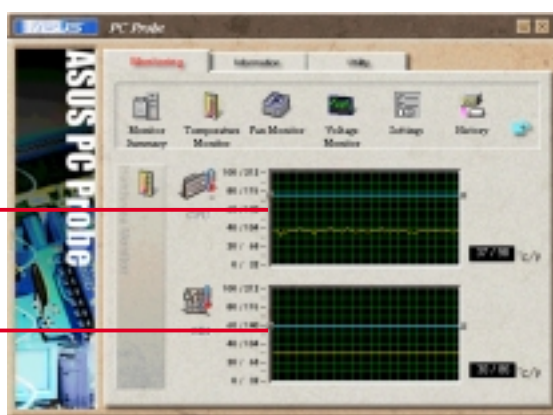 ASUS PC Probe
ASUS PC Probe
Monitoring Information Utility
Monitor Summary
Temperature Monitor
Fan Monitor
Voltage Monitor
Settings
History
CPU
100 /212
80 /176
40 /104
20 / 68
0 / 32
°C/F
100 /212
80 /176
60 /140
40 /104
20 / 68
0 / 32
°C/F